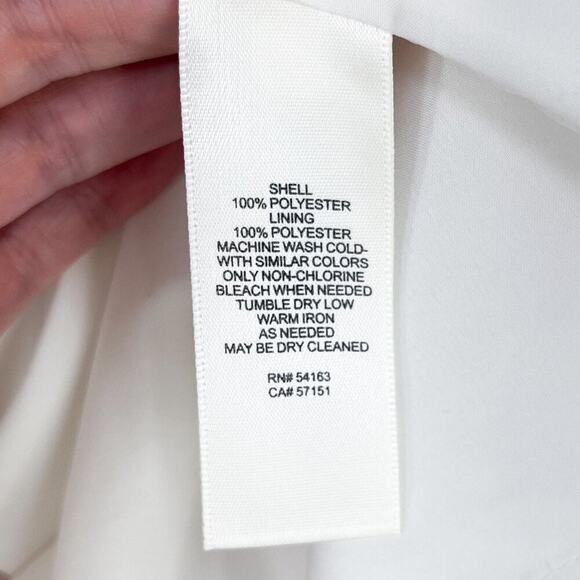 SHELL
100% POLYESTER
LINING
100% POLYESTER
MACHINE WASH COLD-
WITH SIMILAR COLORS
ONLY NON-CHLORINE
BLEACH WHEN NEEDED
TUMBLE DRY LOW
WARM IRON
AS NEEDED
MAY BE DRY CLEANED
RN# 54163
CA# 57151